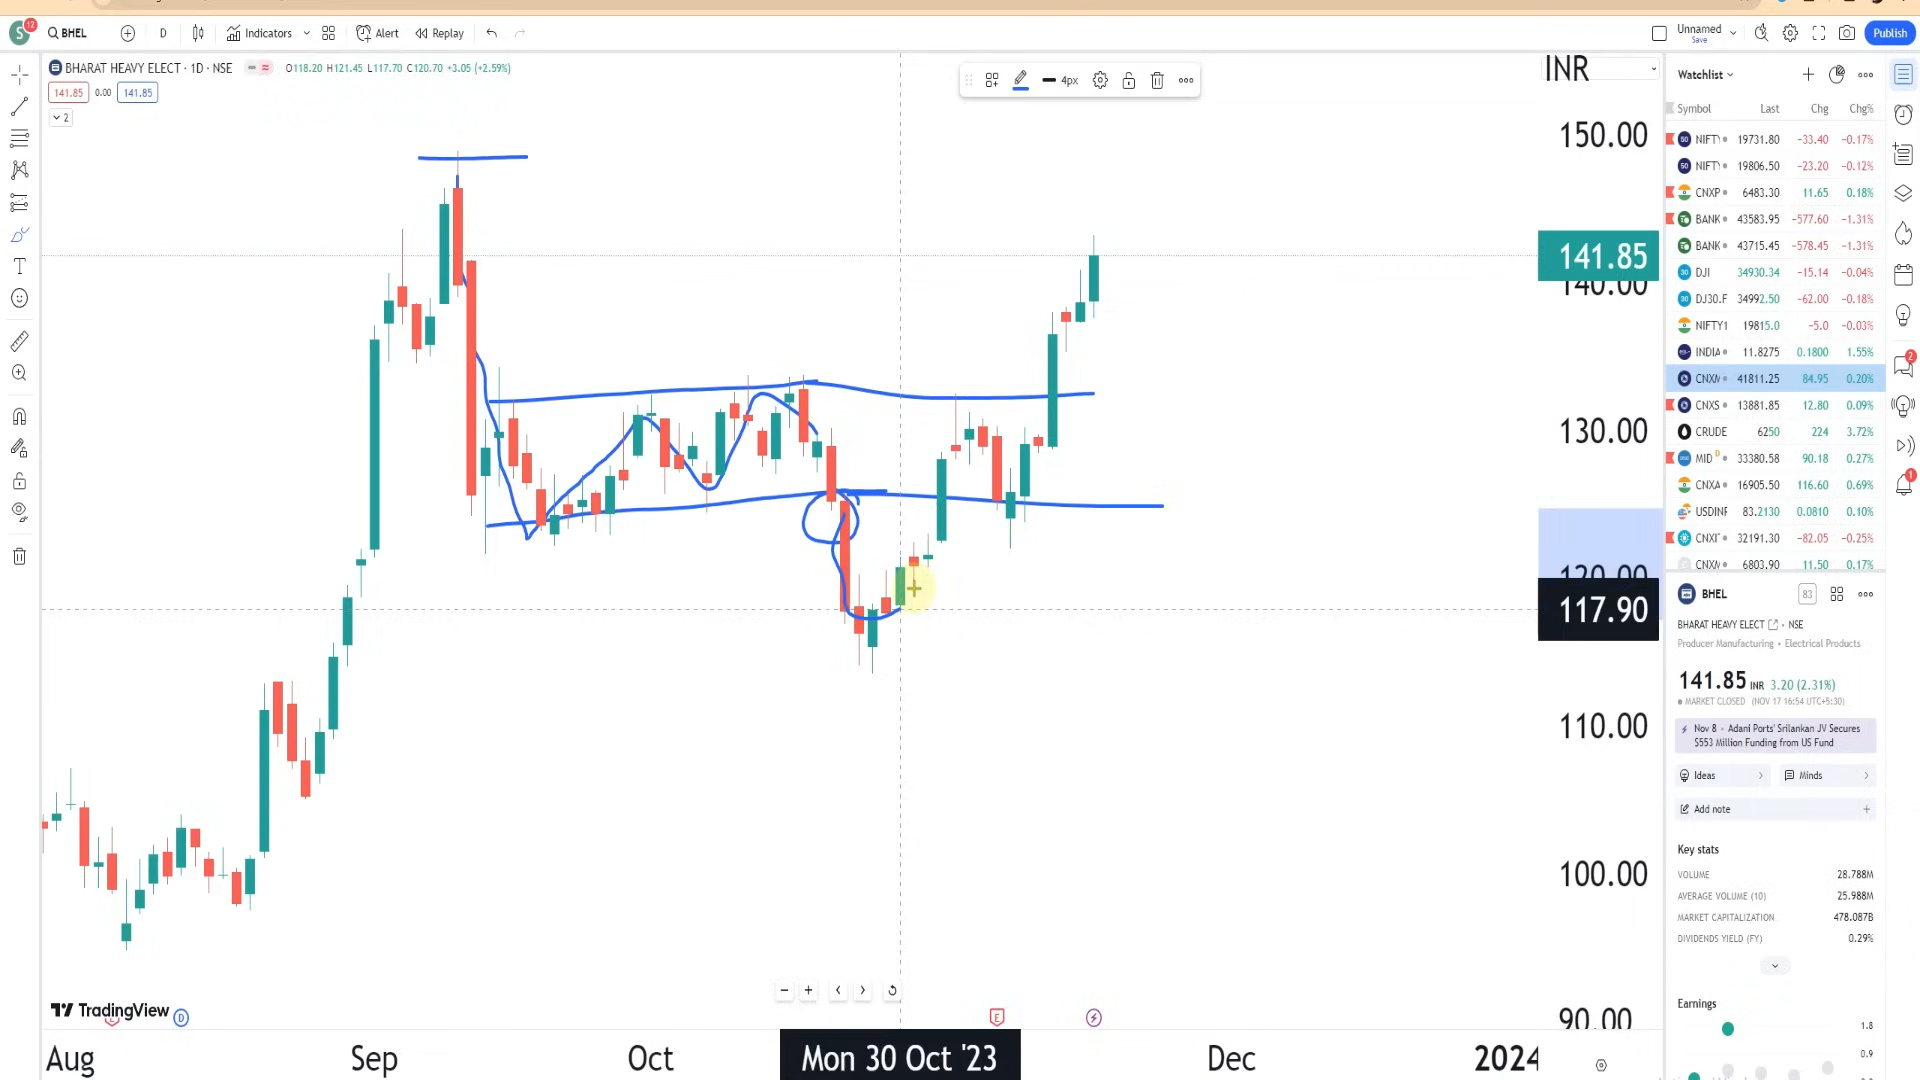 12
BHEL
D
Indicators
Alert
Replay
Unnamed
Save
Publish
BHARAT HEAVY ELECT · 1D · NSE
O118.20 H121.45 L117.70 C120.70 +3.05 (+2.59%)
141.85
0.00
141.85
2
4px
INR
150.00
141.85
140.00
130.00
120.00
117.90
110.00
100.00
90.00
TradingView
D
E
Aug
Sep
Oct
Mon 30 Oct '23
Dec
2024
Watchlist
Symbol Last Chg Chg%
NIFTY 19731.80 −33.40 −0.17%
NIFTY 19806.50 −23.20 −0.12%
CNXP 6483.30 11.65 0.18%
BANK 43583.95 −577.60 −1.31%
BANK 43715.45 −578.45 −1.31%
DJI 34930.34 −15.14 −0.04%
DJ30.F 34992.50 −62.00 −0.18%
NIFTY1 19815.0 −5.0 −0.03%
INDIA 11.8275 0.1800 1.55%
CNXM 41811.25 84.95 0.20%
CNXS 13881.85 12.80 0.09%
CRUDE 6250 224 3.72%
MID D 33380.58 90.18 0.27%
CNXA 16905.50 116.60 0.69%
USDINF 83.2130 0.0810 0.10%
CNXIT 32191.30 −82.05 −0.25%
CNXM 6803.90 11.50 0.17%
BHEL
83
BHARAT HEAVY ELECT · NSE
Producer Manufacturing • Electrical Products
141.85 INR 3.20 (2.31%)
MARKET CLOSED (NOV 17 16:54 UTC+5:30)
Nov 8 · Adani Ports' Srilankan JV Secures
$553 Million Funding from US Fund
Ideas
Minds
Add note
Key stats
VOLUME 28.788M
AVERAGE VOLUME (10) 25.988M
MARKET CAPITALIZATION 478.087B
DIVIDENDS YIELD (FY) 0.29%
Earnings
1.8
0.9
2
1